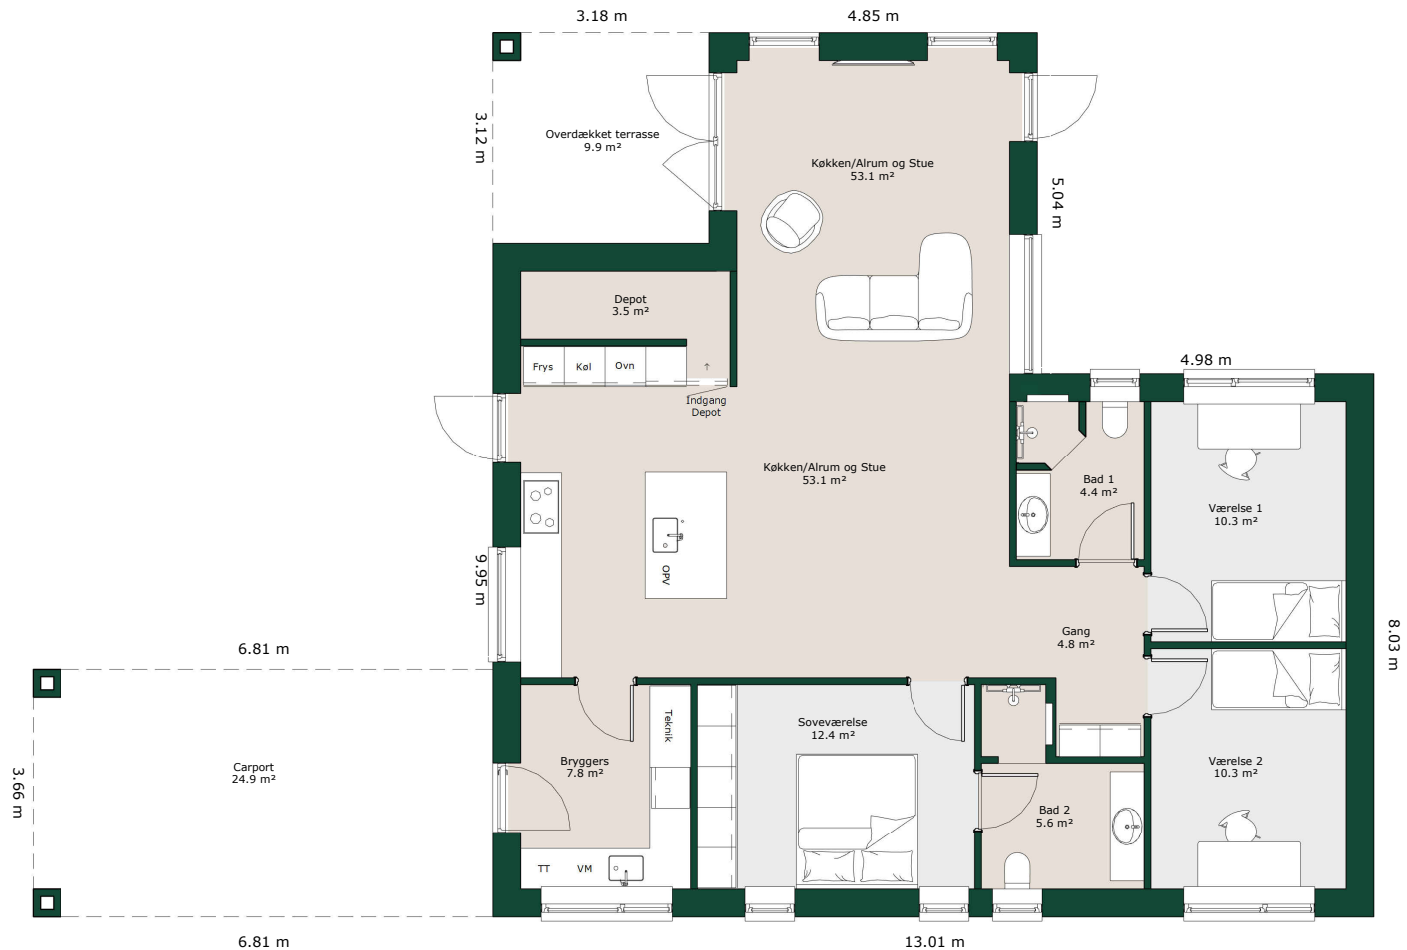 3.18 m
4.85 m
3.12 m
Overdækket terrasse
9.9 m²
Køkken/Alrum og Stue
53.1 m²
5.04 m
Depot
3.5 m²
Frys
Køl
Ovn
↑
Indgang
Depot
4.98 m
Køkken/Alrum og Stue
53.1 m²
Bad 1
4.4 m²
Værelse 1
10.3 m²
9.95 m
OPV
Gang
4.8 m²
8.03 m
6.81 m
Teknik
Soveværelse
12.4 m²
Bryggers
7.8 m²
Carport
24.9 m²
3.66 m
Værelse 2
10.3 m²
Bad 2
5.6 m²
TT
VM
6.81 m
13.01 m